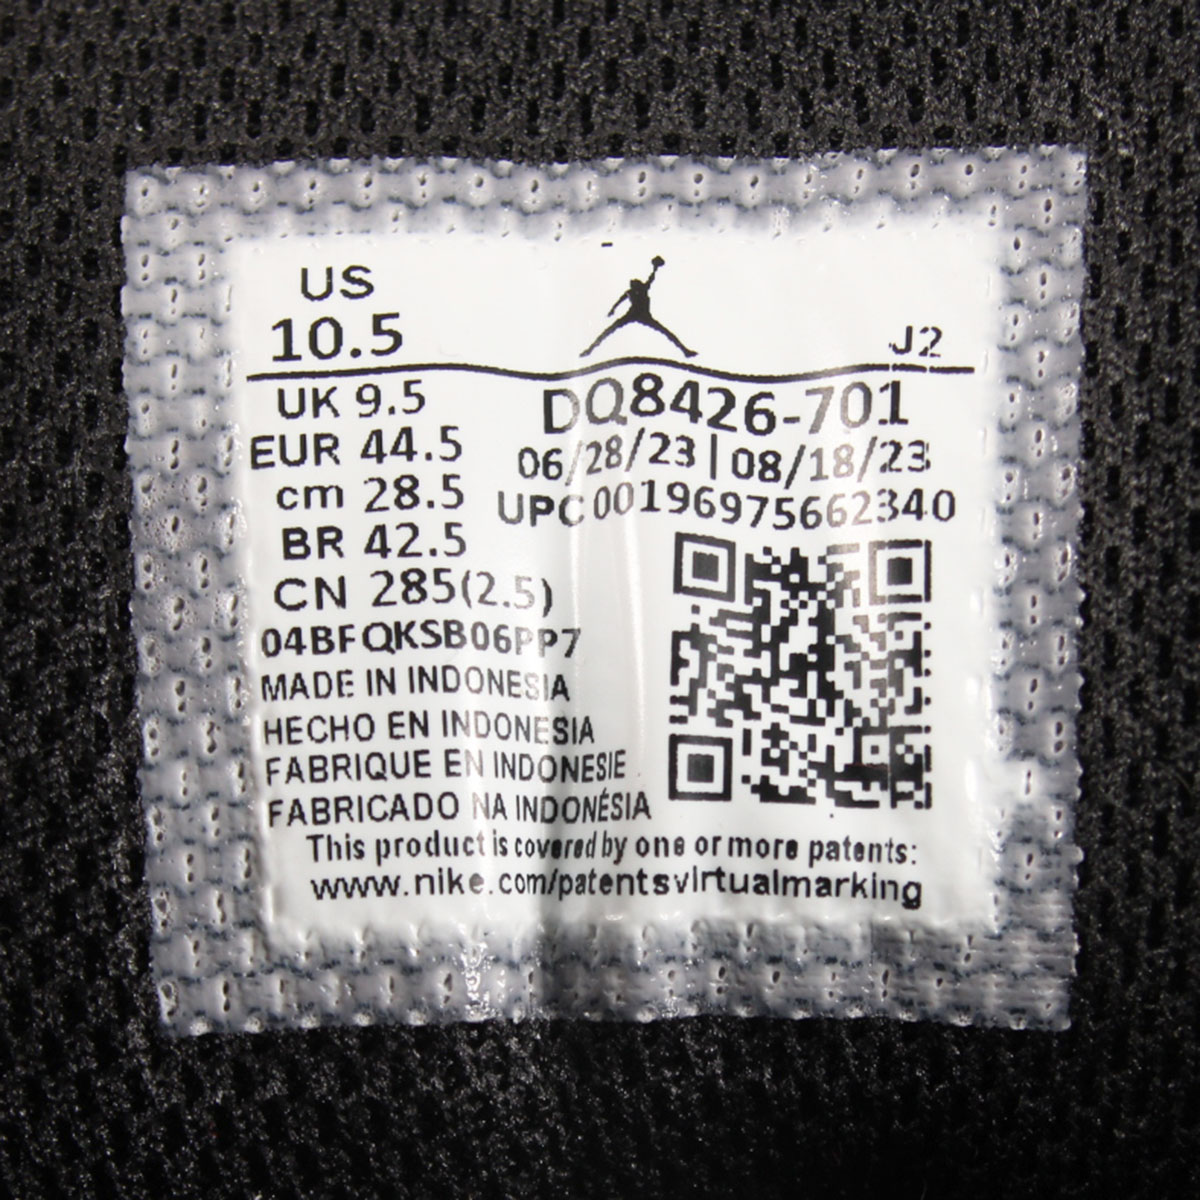 US
10.5
J2
UK 9.5
EUR 44.5
cm 28.5
BR 42.5
CN 285(2.5)
04BFQKSB06PP7
DQ8426-701
06/28/23|08/18/23
UPC00196975662340
MADE IN INDONESIA
HECHO EN INDONESIA
FABRIQUE EN INDONESIE
FABRICADO NA INDONÉSIA
This product is covered by one or more patents:
www.nike.com/patentsvirtualmarking